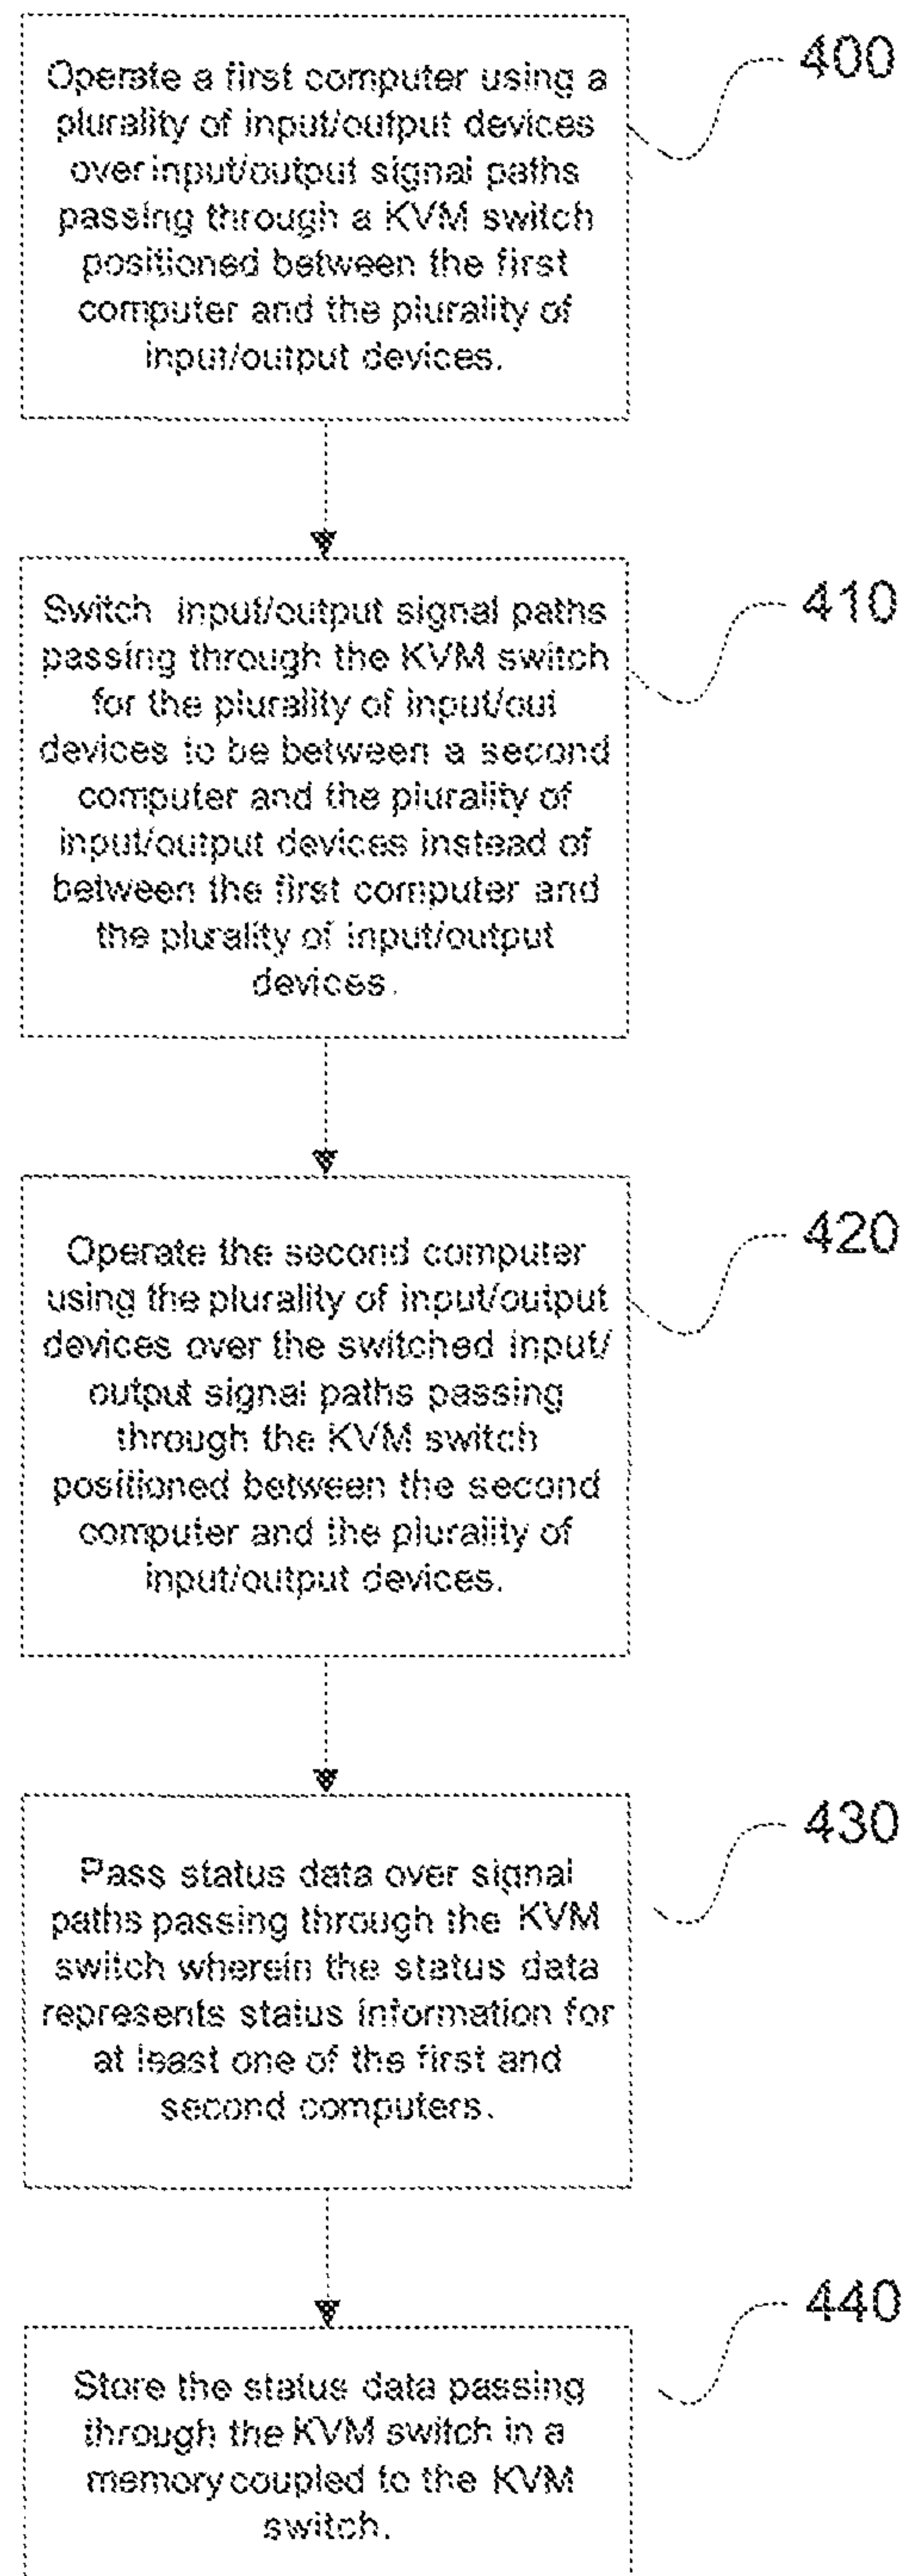 Operate a first computer using a
plurality of input/output devices
over input/output signal paths
passing through a KVM switch
positioned between the first
computer and the plurality of
input/output devices.
400
Switch input/output signal paths
passing through the KVM switch
for the plurality of input/out
devices to be between a second
computer and the plurality of
input/output devices instead of
between the first computer and
the plurality of input/output
devices.
410
Operate the second computer
using the plurality of input/output
devices over the switched input/
output signal paths passing
through the KVM switch
positioned between the second
computer and the plurality of
input/output devices.
420
Pass status data over signal
paths passing through the KVM
switch wherein the status data
represents status information for
at least one of the first and
second computers.
430
Store the status data passing
through the KVM switch in a
memory coupled to the KVM
switch.
440